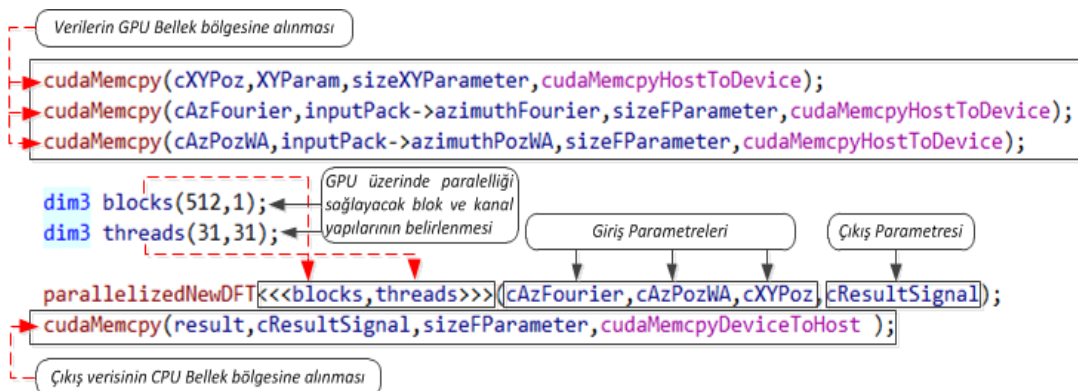 Verilerin GPU Bellek bölgesine alınması
cudaMemcpy(cXYPoz,XYParam,sizeXYParameter,cudaMemcpyHostToDevice);
cudaMemcpy(cAzFourier,inputPack->azimuthFourier,sizeFParameter,cudaMemcpyHostToDevice);
cudaMemcpy(cAzPozWA,inputPack->azimuthPozWA,sizeFParameter,cudaMemcpyHostToDevice);
dim3 blocks(512,1);
dim3 threads(31,31);
GPU üzerinde paralelliği
sağlayacak blok ve kanal
yapılarının belirlenmesi
Giriş Parametreleri
Çıkış Parametresi
parallelizedNewDFT<<<blocks,threads>>>(cAzFourier,cAzPozWA,cXYPoz,cResultSignal);
cudaMemcpy(result,cResultSignal,sizeFParameter,cudaMemcpyDeviceToHost );
Çıkış verisinin CPU Bellek bölgesine alınması